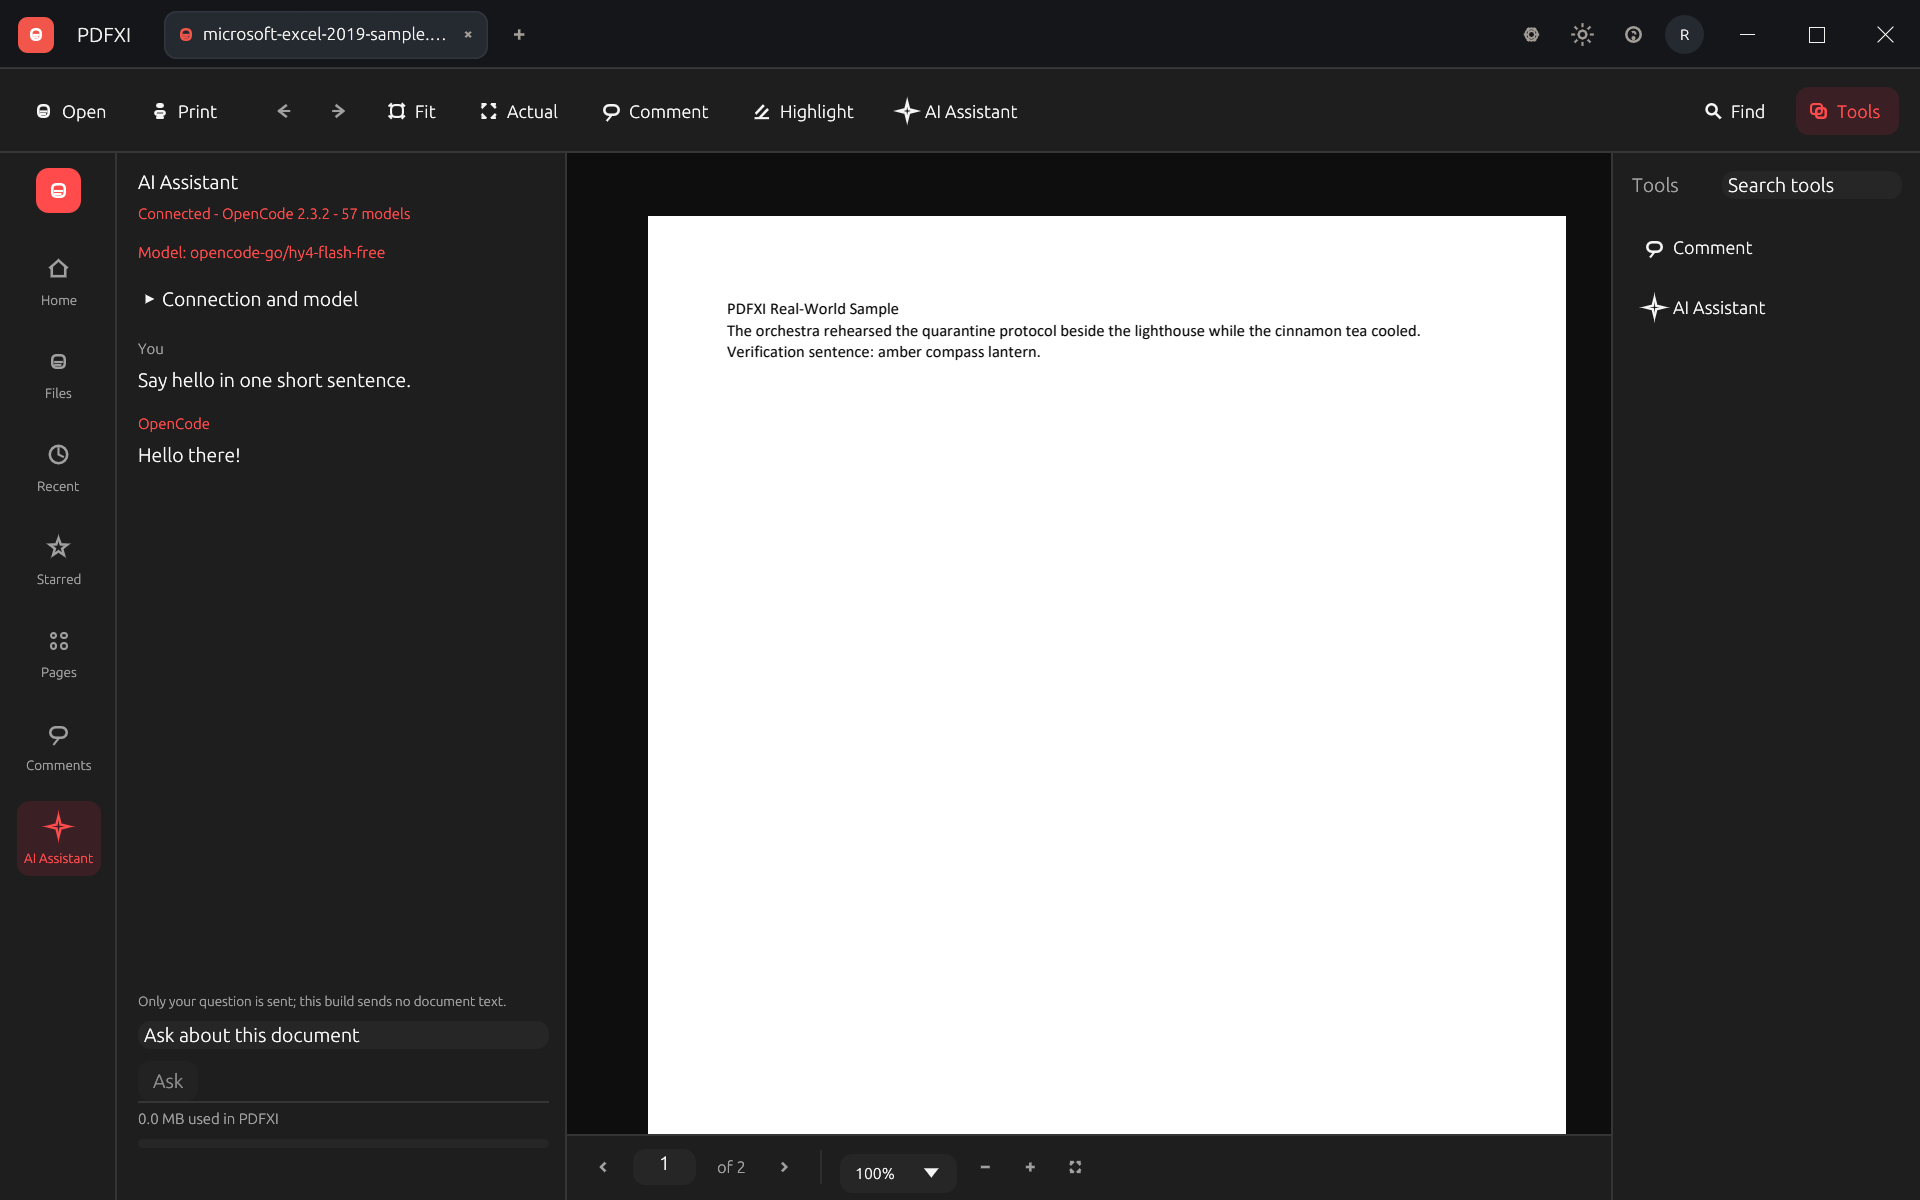 PDFXI
microsoft-excel-2019-sample....
R
Open
Print
Fit
Actual
Comment
Highlight
AI Assistant
Find
Tools
Home
Files
Recent
Starred
Pages
Comments
AI Assistant
AI Assistant
Connected - OpenCode 2.3.2 - 57 models
Model: opencode-go/hy4-flash-free
Connection and model
You
Say hello in one short sentence.
OpenCode
Hello there!
Only your question is sent; this build sends no document text.
Ask about this document
Ask
0.0 MB used in PDFXI
PDFXI Real-World Sample
The orchestra rehearsed the quarantine protocol beside the lighthouse while the cinnamon tea cooled.
Verification sentence: amber compass lantern.
1
of 2
100%
Tools
Search tools
Comment
AI Assistant